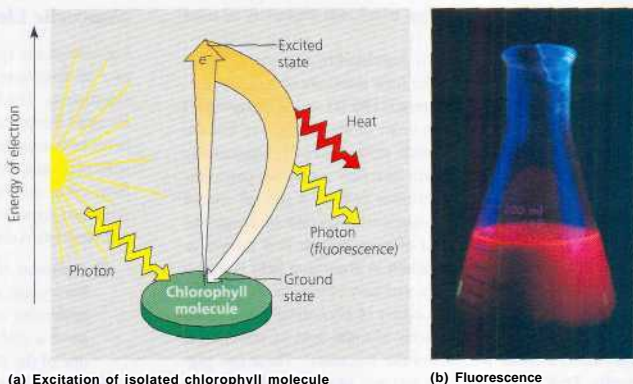 Energy of electron
Excited
state
e⁻
Heat
Photon
(fluorescence)
Photon
Ground
state
Chlorophyll
molecule
(a) Excitation of isolated chlorophyll molecule
(b) Fluorescence